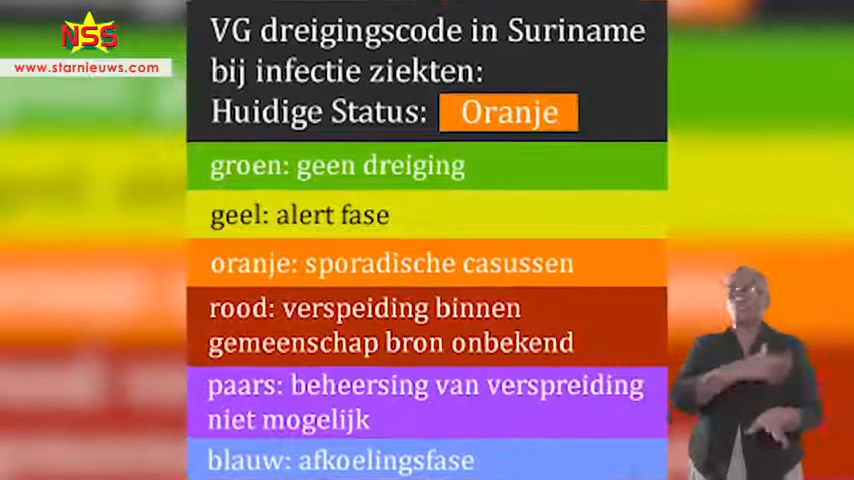 NSS
www.starnieuws.com
VG dreigingscode in Suriname
bij infectie ziekten:
Huidige Status: Oranje
groen: geen dreiging
geel: alert fase
oranje: sporadische casussen
rood: verspeiding binnen
gemeenschap bron onbekend
paars: beheersing van verspreiding
niet mogelijk
blauw: afkoelingsfase